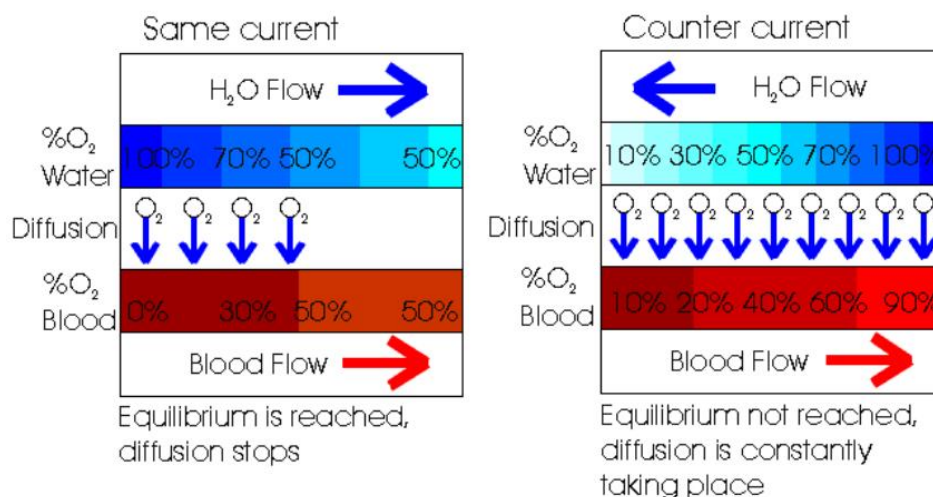 Same current
H₂O Flow
%O₂
Water
100% 70% 50% 50%
Diffusion
O₂ O₂ O₂ O₂
%O₂
Blood
0% 30% 50% 50%
Blood Flow
Equilibrium is reached,
diffusion stops
Counter current
H₂O Flow
%O₂
Water
10% 30% 50% 70% 100%
Diffusion
O₂ O₂ O₂ O₂ O₂ O₂ O₂ O₂ O₂
%O₂
Blood
10% 20% 40% 60% 90%
Blood Flow
Equilibrium not reached,
diffusion is constantly
taking place